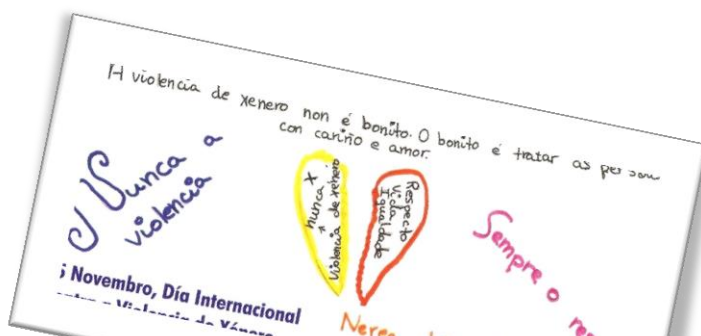 A violencia de xenero non é bonito. O bonito é tratar as
con cariño e amor.
Nunca a
violencia
nunca +
violencia de xenero
Respecto
vida
Igualdade
Sempre o
Novembro, Día Internacional